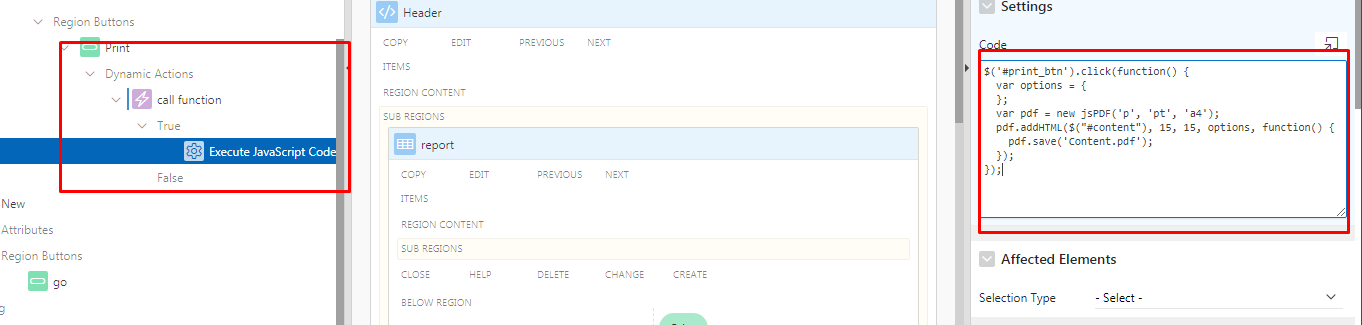 Region Buttons
Print
Dynamic Actions
call function
True
Execute JavaScript Code
False
New
Attributes
Region Buttons
go
Header
COPY EDIT PREVIOUS NEXT
ITEMS
REGION CONTENT
SUB REGIONS
report
COPY EDIT PREVIOUS NEXT
ITEMS
REGION CONTENT
SUB REGIONS
CLOSE HELP DELETE CHANGE CREATE
BELOW REGION
Settings
Code
$('#print_btn').click(function() {
  var options = {
  };
  var pdf = new jsPDF('p', 'pt', 'a4');
  pdf.addHTML($("#content"), 15, 15, options, function() {
    pdf.save('Content.pdf');
  });
});
Affected Elements
Selection Type - Select -